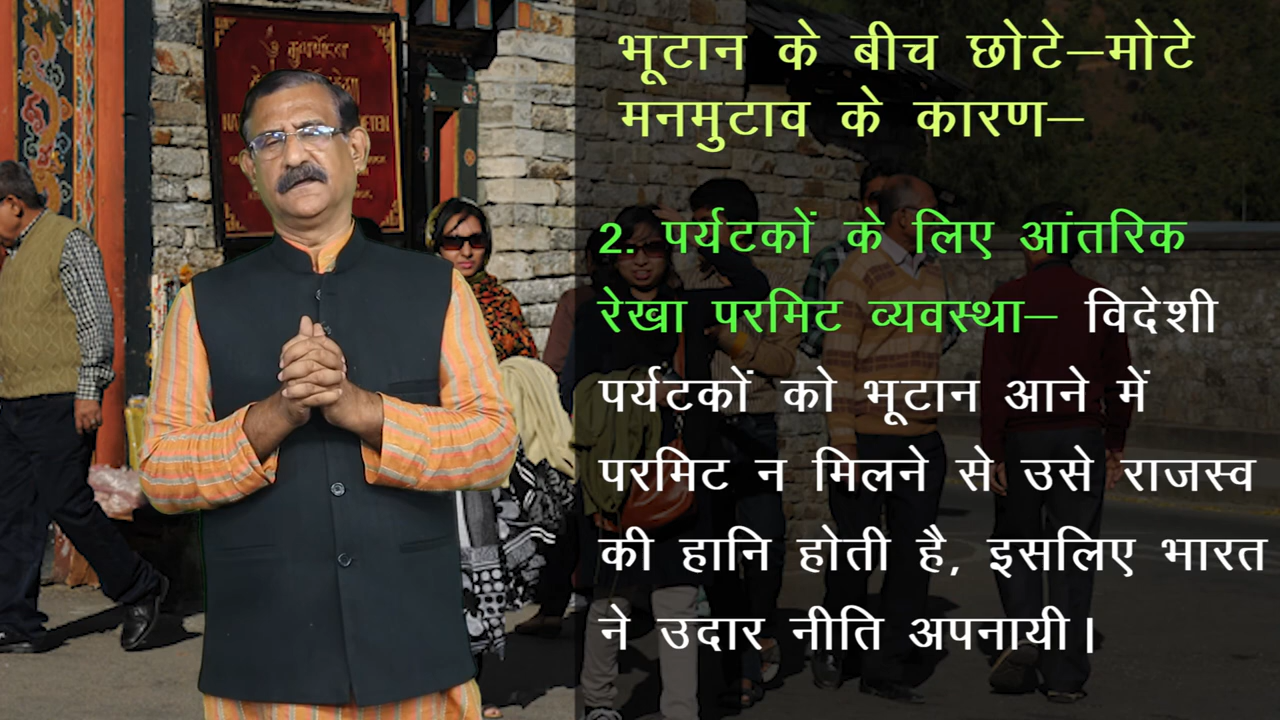 भूटान के बीच छोटे–मोटे
मनमुटाव के कारण–
2. पर्यटकों के लिए आंतरिक
रेखा परमिट व्यवस्था– विदेशी
पर्यटकों को भूटान आने में
परमिट न मिलने से उसे राजस्व
की हानि होती है, इसलिए भारत
ने उदार नीति अपनायी।